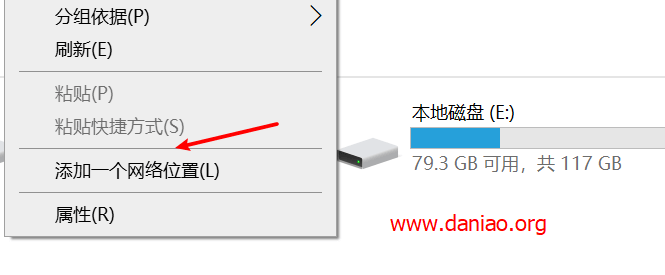 分组依据(P)
刷新(E)
粘贴(P)
粘贴快捷方式(S)
添加一个网络位置(L)
属性(R)
本地磁盘 (E:)
79.3 GB 可用，共 117 GB
www.daniao.org